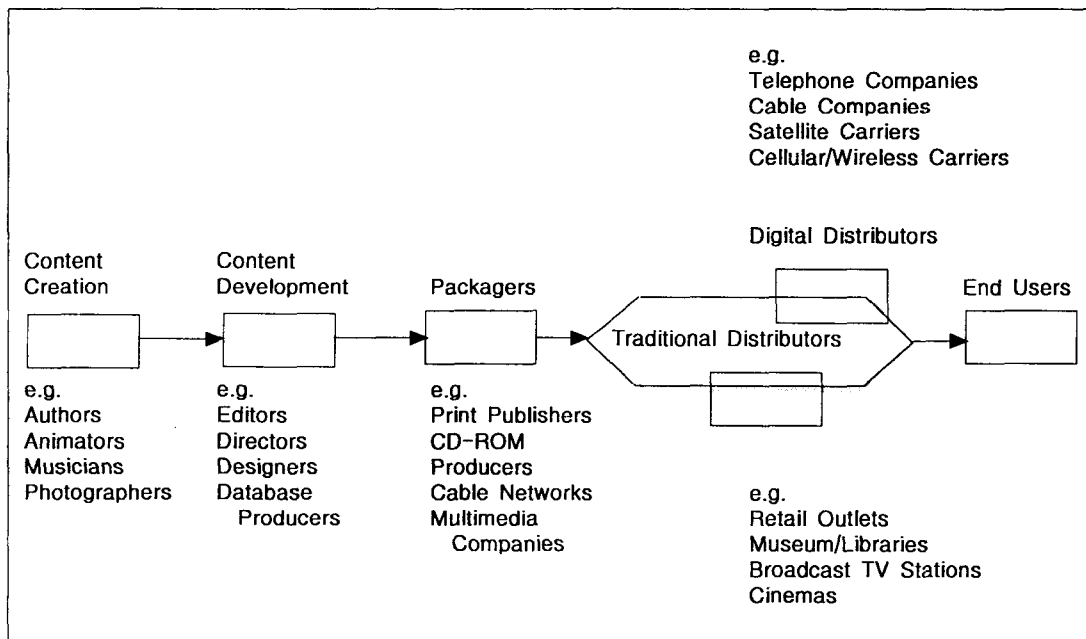 Content
Creation
e.g.
Authors
Animators
Musicians
Photographers
Content
Development
e.g.
Editors
Directors
Designers
Database
Producers
Packagers
e.g.
Print Publishers
CD-ROM
Producers
Cable Networks
Multimedia
Companies
e.g.
Telephone Companies
Cable Companies
Satellite Carriers
Cellular/Wireless Carriers
Digital Distributors
Traditional Distributors
e.g.
Retail Outlets
Museum/Libraries
Broadcast TV Stations
Cinemas
End Users